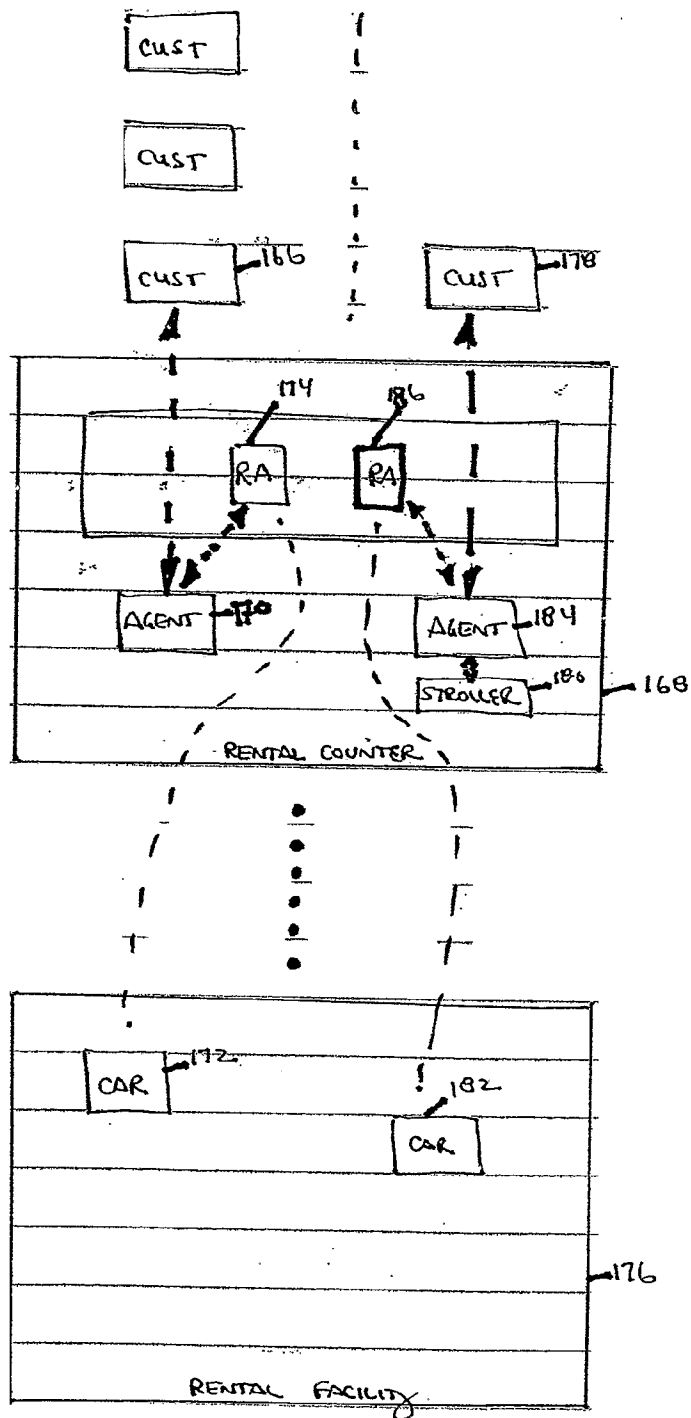 CUST
CUST
CUST 166
CUST 178
174
186
RA
RA
AGENT 170
AGENT 184
STROLLER 180
168
RENTAL COUNTER
CAR 172
182
CAR
176
RENTAL FACILITY